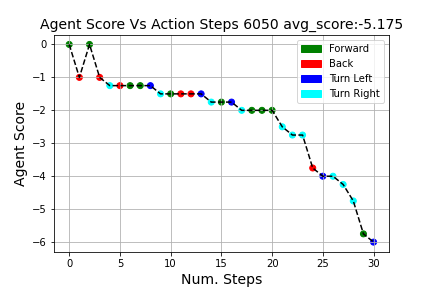 Agent Score Vs Action Steps 6050 avg_score:-5.175
Forward
Back
Turn Left
Turn Right
Agent Score
0
−1
−2
−3
−4
−5
−6
0 5 10 15 20 25 30
Num. Steps